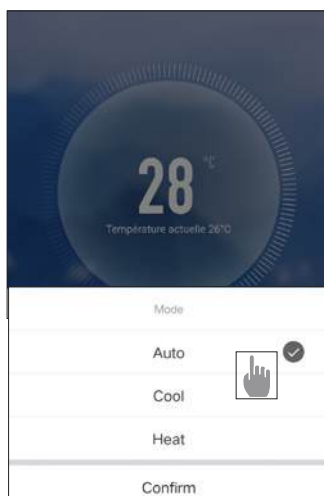 28 °C
Température actuelle 26°C
Mode
Auto
Cool
Heat
Confirm